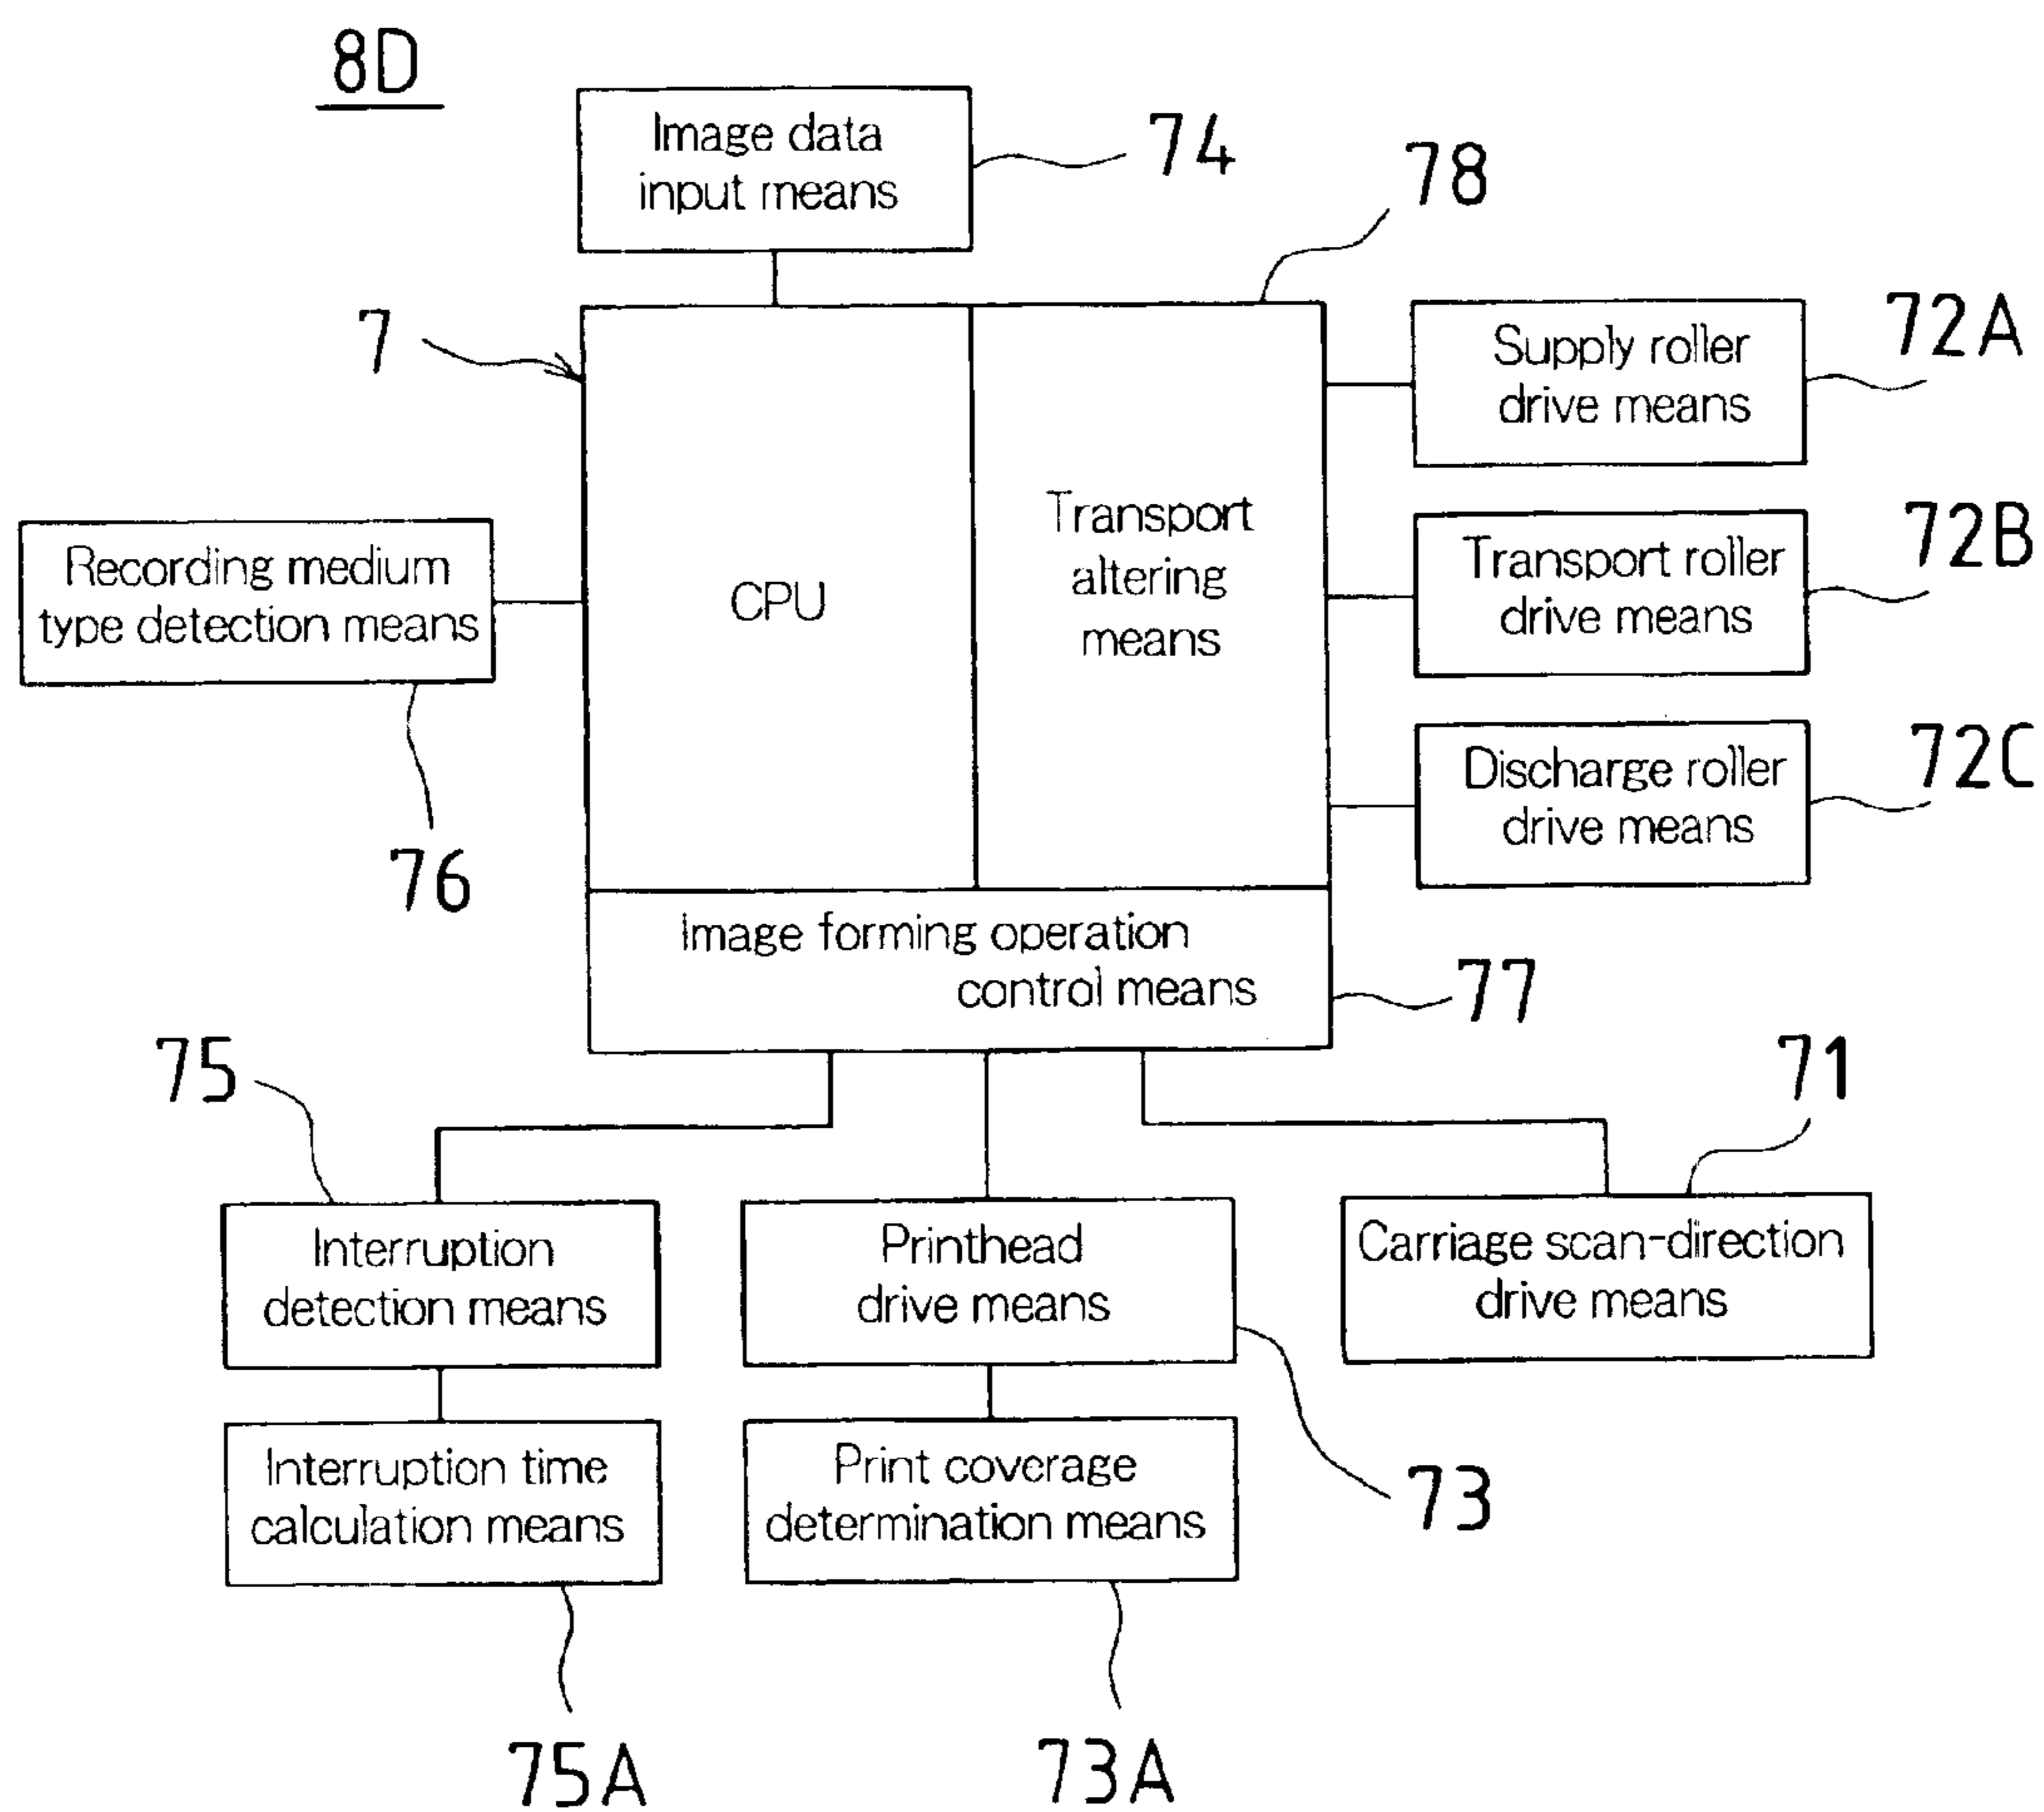 8D
Image data
input means
74
78
7
Supply roller
drive means
72A
Recording medium
type detection means
76
CPU
Transport
altering
means
Transport roller
drive means
72B
Discharge roller
drive means
72C
Image forming operation
control means
77
75
71
Interruption
detection means
Printhead
drive means
Carriage scan-direction
drive means
73
Interruption time
calculation means
Print coverage
determination means
75A
73A